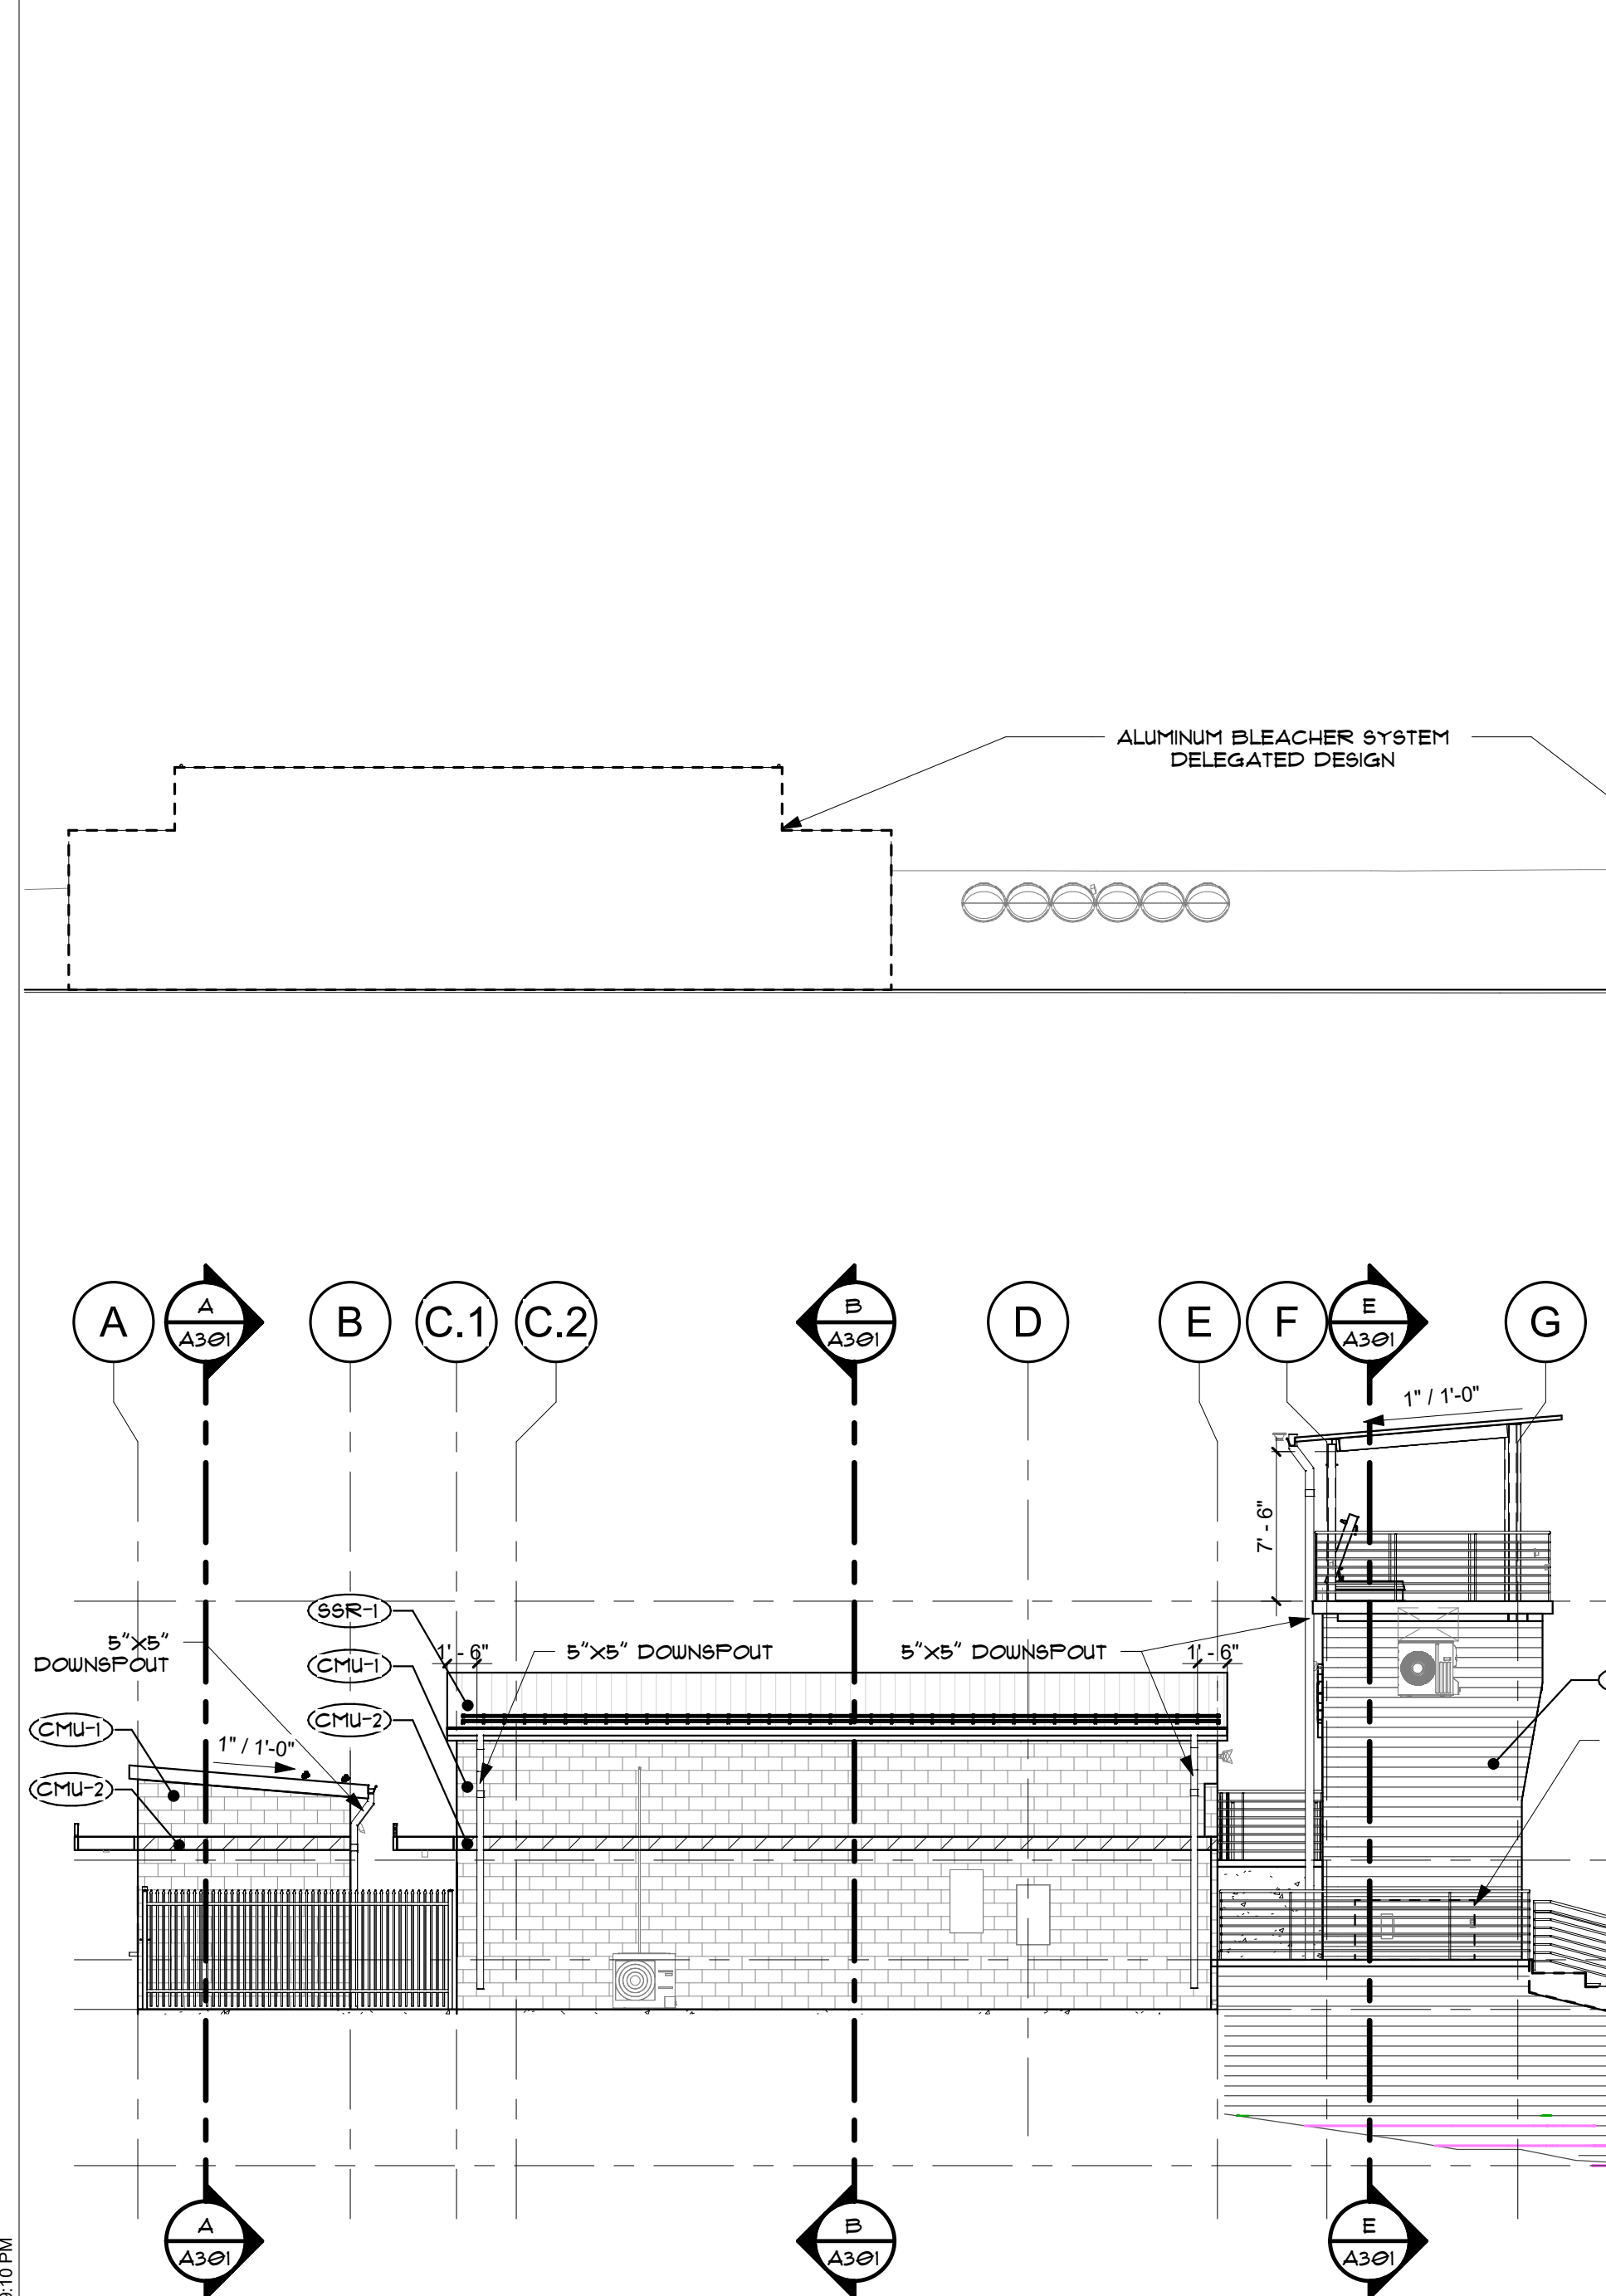 ALUMINUM BLEACHER SYSTEM
DELEGATED DESIGN
A
A
A301
B
C.1
C.2
B
A301
D
E
F
E
A301
G
1" / 1'-0"
7' - 6"
SSR-1
5"X5"
DOWNSPOUT
1' - 6"
5"X5" DOWNSPOUT
5"X5" DOWNSPOUT
1' - 6"
CMU-1
CMU-2
CMU-1
1" / 1'-0"
CMU-2
A
A301
B
A301
E
A301
9:10 PM